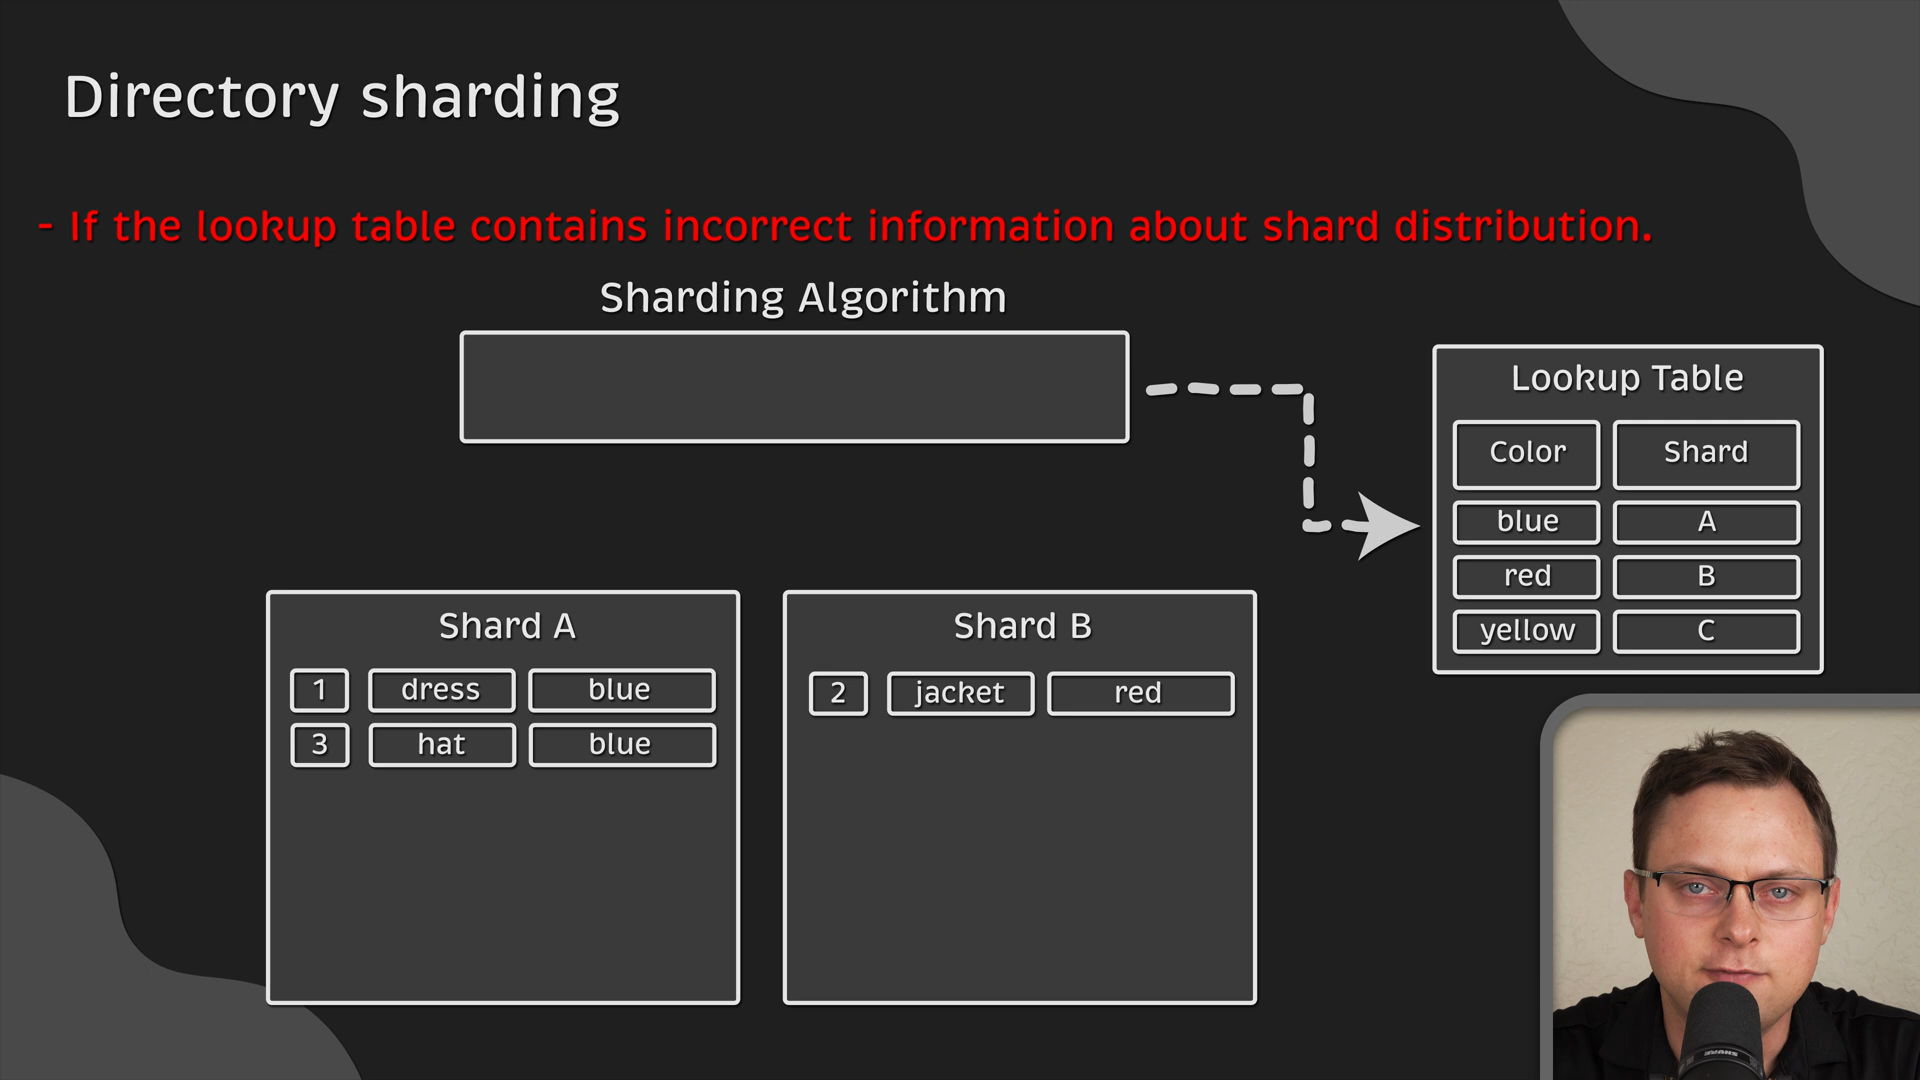 Directory sharding
- If the lookup table contains incorrect information about shard distribution.
Sharding Algorithm
Lookup Table
Color Shard
blue A
red B
yellow C
Shard A
1 dress blue
3 hat blue
Shard B
2 jacket red
SHURE